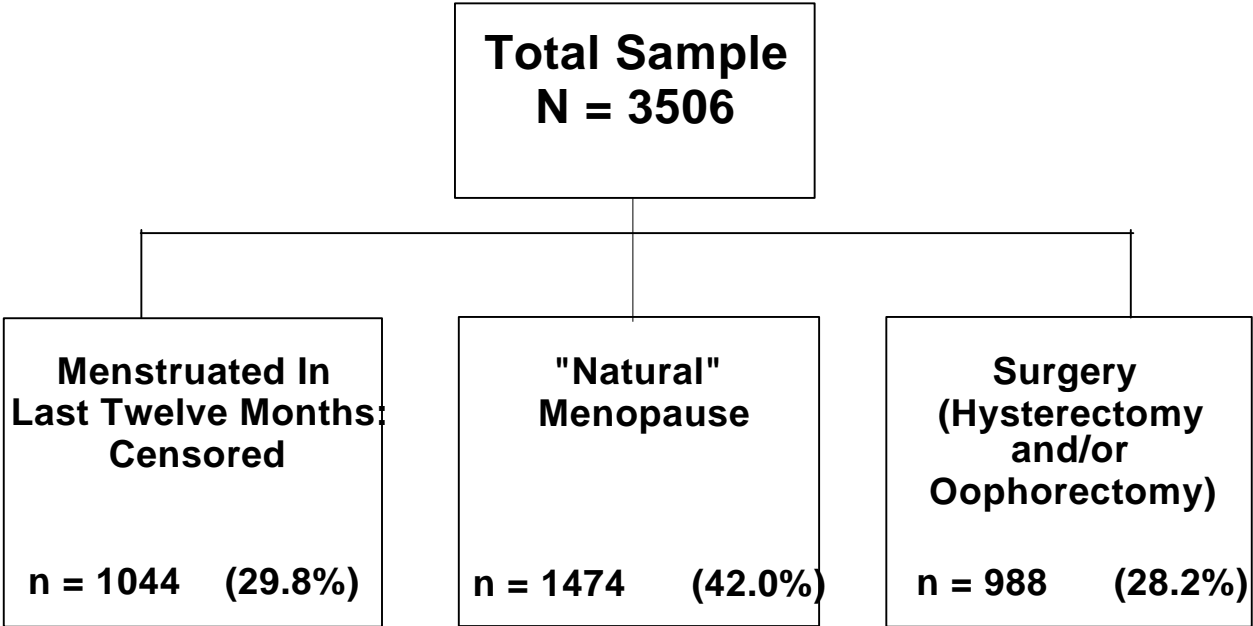 Total Sample
N = 3506
Menstruated In
Last Twelve Months:
Censored
n = 1044 (29.8%)
"Natural"
Menopause
n = 1474 (42.0%)
Surgery
(Hysterectomy
and/or
Oophorectomy)
n = 988 (28.2%)